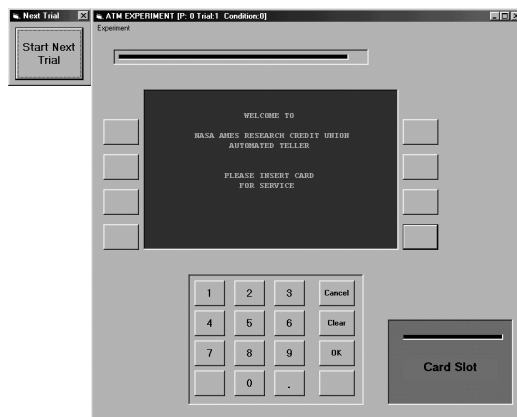 Next Trial
ATM EXPERIMENT [P: 0 Trial:1 Condition:0]
Experiment
Start Next
Trial
WELCOME TO
NASA AMES RESEARCH CREDIT UNION
AUTOMATED TELLER
PLEASE INSERT CARD
FOR SERVICE
1 2 3 Cancel
4 5 6 Clear
7 8 9 OK
0 .
Card Slot